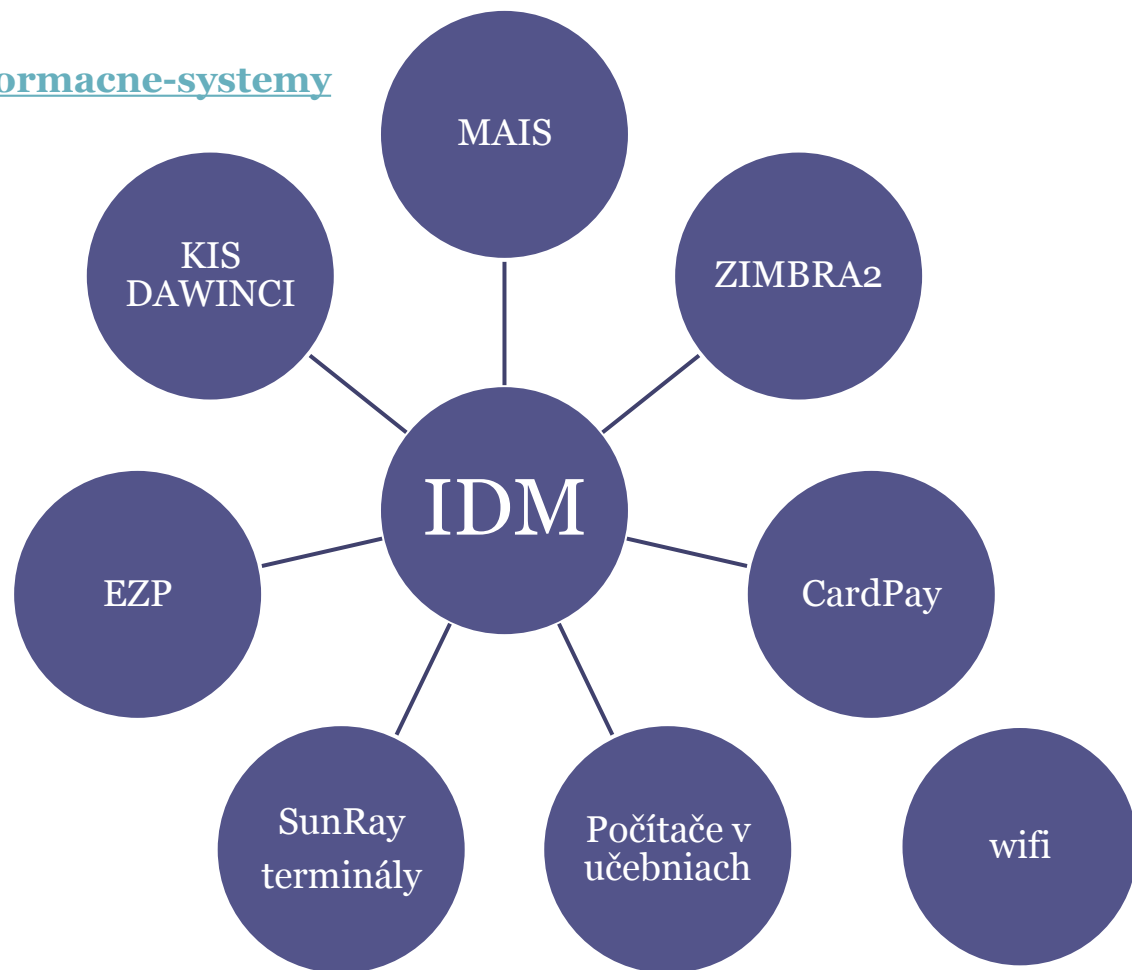 ormacne-systemy
MAIS
KIS
DAWINCI
ZIMBRA2
IDM
EZP
CardPay
SunRay
terminály
Počítače v
učebniach
wifi